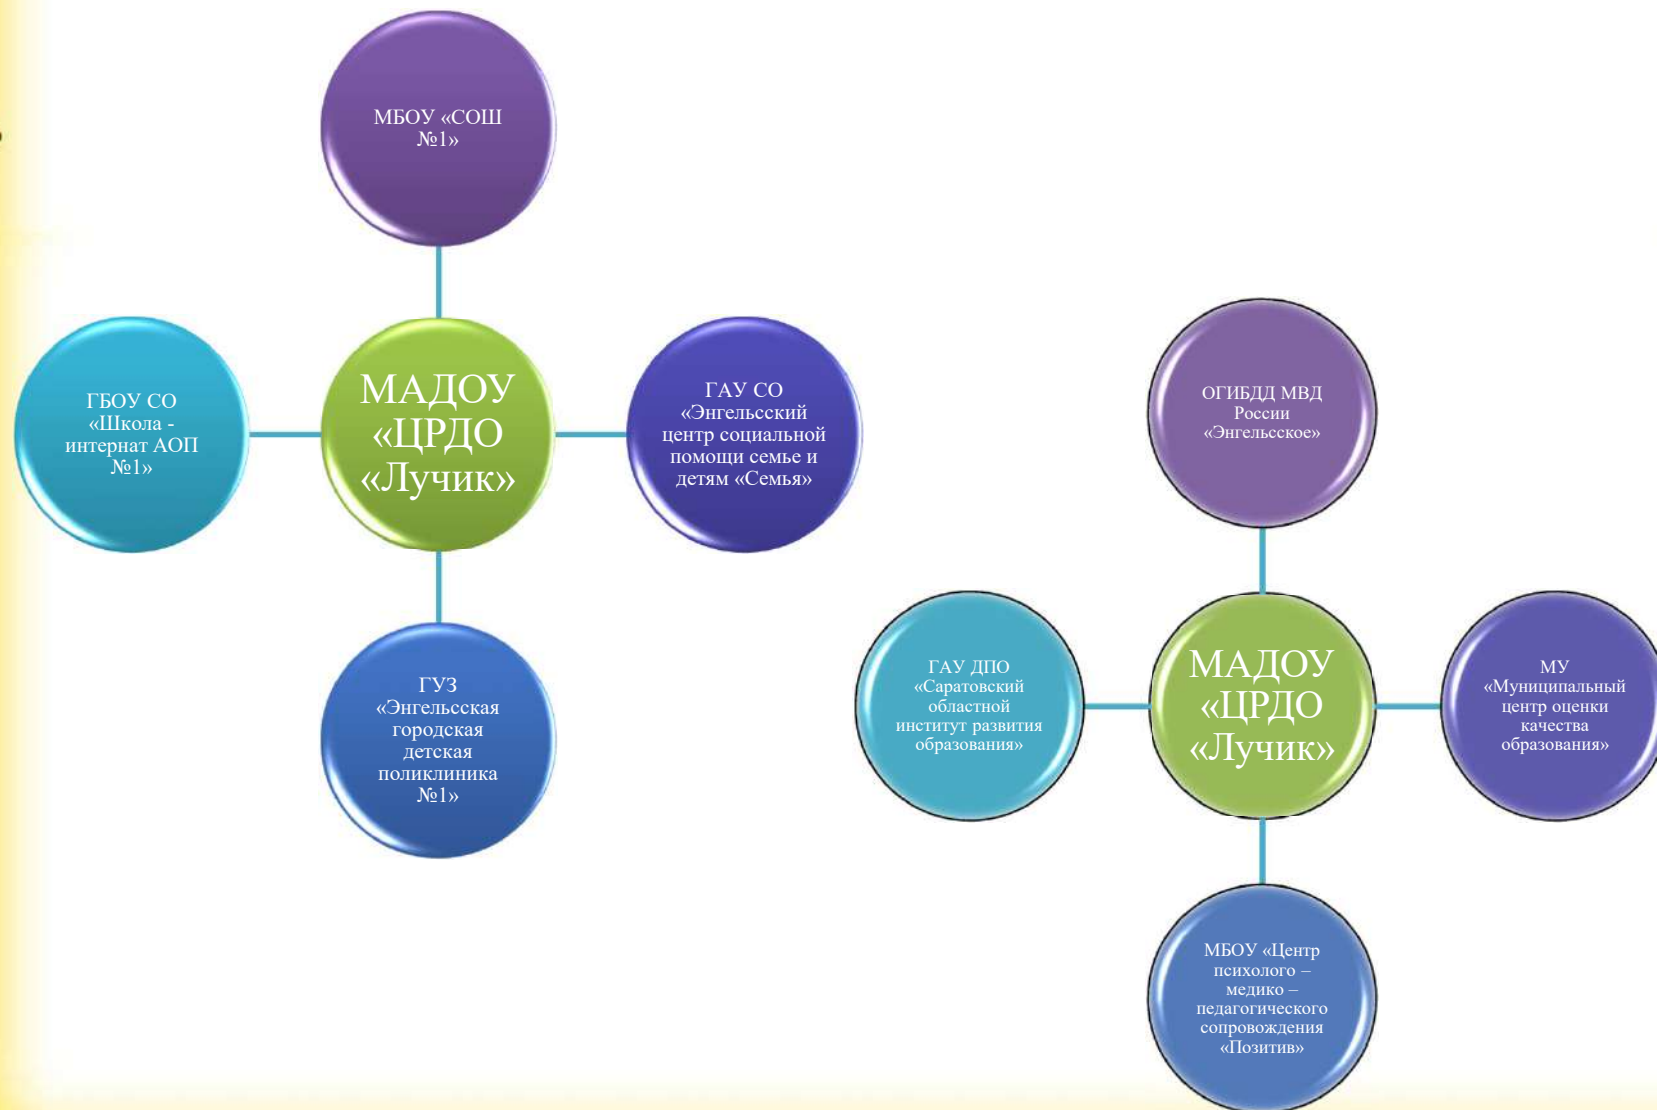 МБОУ «СОШ
№1»
ГБОУ СО
«Школа -
интернат АОП
№1»
МАДОУ
«ЦРДО
«Лучик»
ГАУ СО
«Энгельсский
центр социальной
помощи семье и
детям «Семья»
ГУЗ
«Энгельсская
городская
детская
поликлиника
№1»
ОГИБДД МВД
России
«Энгельсское»
ГАУ ДПО
«Саратовский
областной
институт развития
образования»
МАДОУ
«ЦРДО
«Лучик»
МУ
«Муниципальный
центр оценки
качества
образования»
МБОУ «Центр
психолого –
медико –
педагогического
сопровождения
«Позитив»